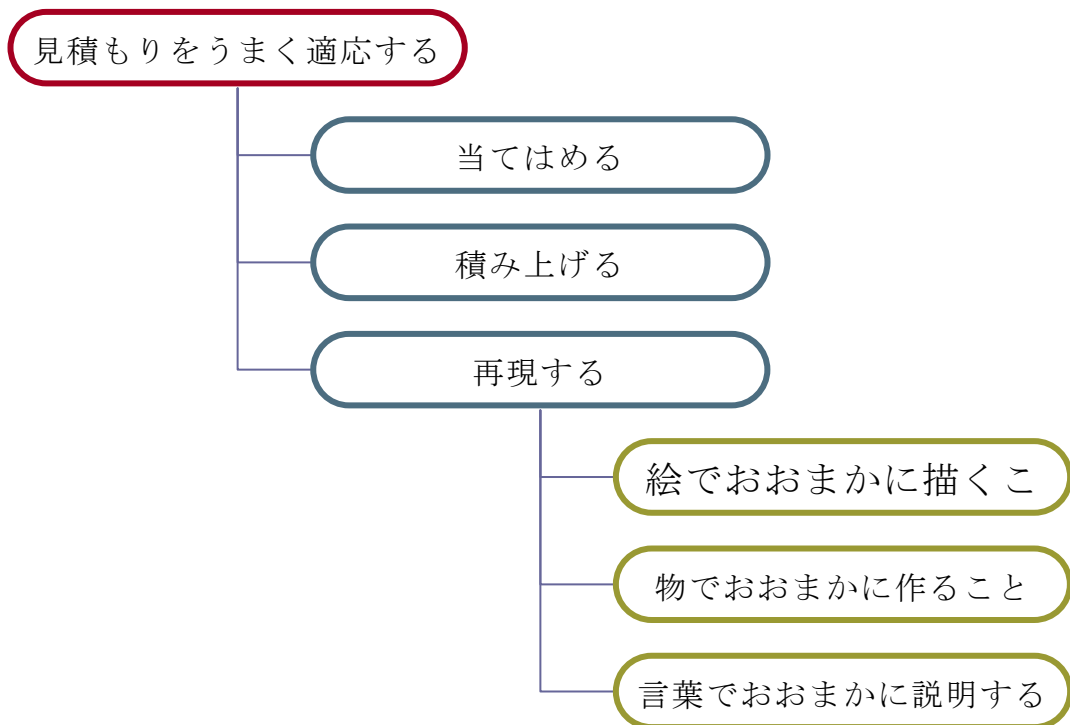 見積もりをうまく適応する
当てはめる
積み上げる
再現する
絵でおおまかに描くこ
物でおおまかに作ること
言葉でおおまかに説明する